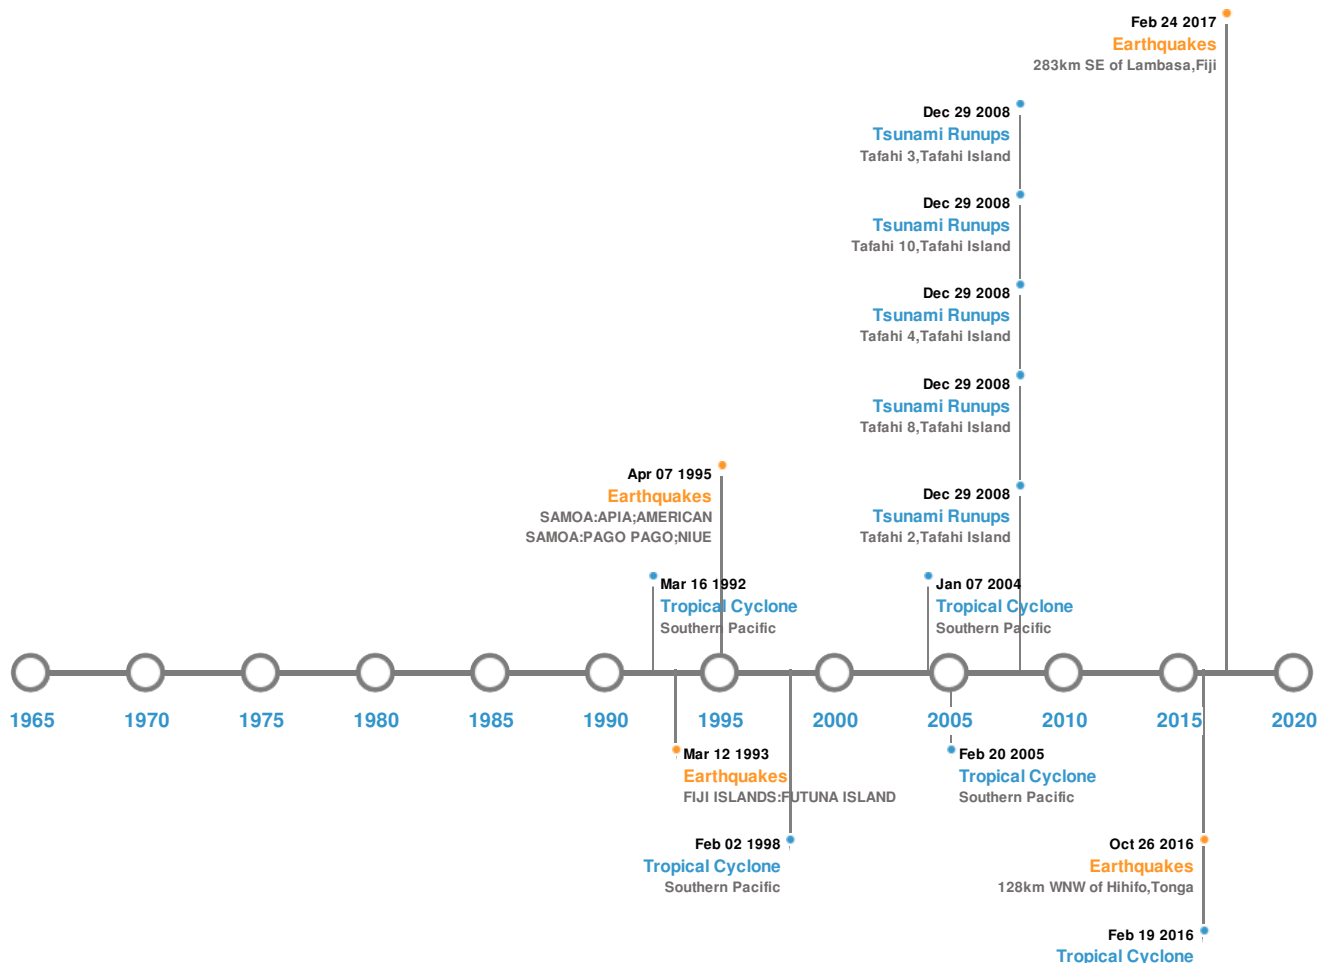 Feb 24 2017
Earthquakes
283km SE of Lambasa,Fiji
Dec 29 2008
Tsunami Runups
Tafahi 3,Tafahi Island
Dec 29 2008
Tsunami Runups
Tafahi 10,Tafahi Island
Dec 29 2008
Tsunami Runups
Tafahi 4,Tafahi Island
Dec 29 2008
Tsunami Runups
Tafahi 8,Tafahi Island
Apr 07 1995
Earthquakes
SAMOA:APIA;AMERICAN
SAMOA:PAGO PAGO;NIUE
Dec 29 2008
Tsunami Runups
Tafahi 2,Tafahi Island
Mar 16 1992
Tropical Cyclone
Southern Pacific
Jan 07 2004
Tropical Cyclone
Southern Pacific
1965 1970 1975 1980 1985 1990 1995 2000 2005 2010 2015 2020
Mar 12 1993
Earthquakes
FIJI ISLANDS:FUTUNA ISLAND
Feb 20 2005
Tropical Cyclone
Southern Pacific
Feb 02 1998
Tropical Cyclone
Southern Pacific
Oct 26 2016
Earthquakes
128km WNW of Hihifo,Tonga
Feb 19 2016
Tropical Cyclone